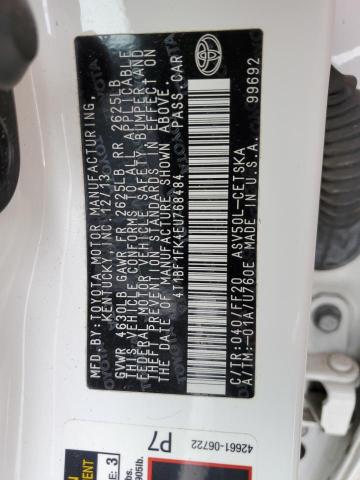 MFD.BY:TOYOTA MOTOR MANUFACTURING,
KENTUCKY,INC. 12/13
GVWR 4630LB GAWR FR 2625LB RR 2625LB
THIS VEHICLE CONFORMS TO ALL APPLICABLE
FEDERAL MOTOR VEHICLE SAFETY, BUMPER AND
THEFT PREVENTION STANDARDS IN EFFECT ON
THE DATE OF MANUFACTURE SHOWN ABOVE.
4T1BF1FK4EU768484 PASS.CAR
C/TR:040/FF20 ASV50L-CETSKA
A/TM:-01A/U760E MADE IN U.S.A. 99692
TOYOTA
P7
42661-06722